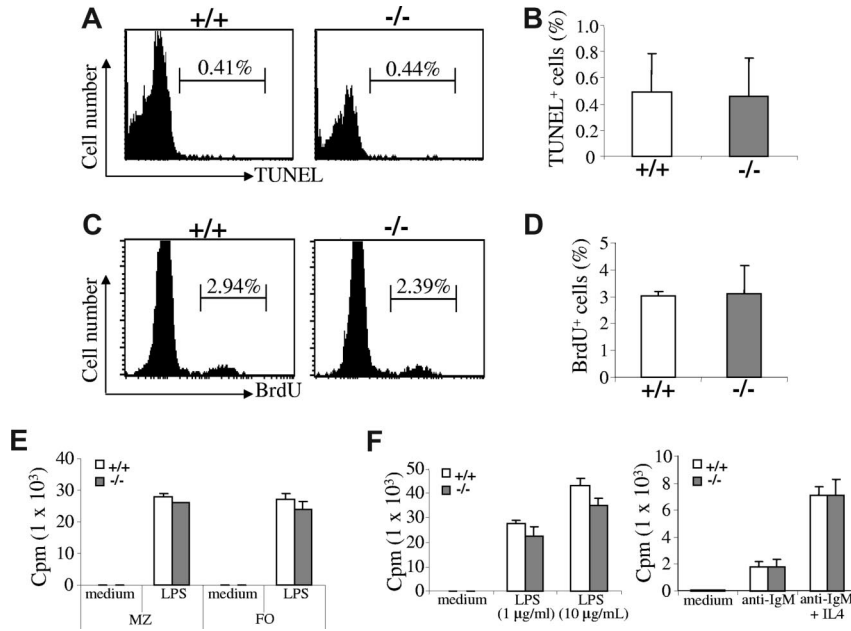 A
+/+
-/-
Cell number
0.41%
0.44%
TUNEL
B
TUNEL+ cells (%)
1.0
0.8
0.6
0.4
0.2
0
+/+
-/-
C
+/+
-/-
Cell number
2.94%
2.39%
BrdU
D
BrdU+ cells (%)
5
4
3
2
1
0
+/+
-/-
E
Cpm (1 x 10³)
40
30
20
10
0
+/+
-/-
medium LPS medium LPS
MZ FO
F
Cpm (1 x 10³)
50
40
30
20
10
0
+/+
-/-
medium LPS (1 µg/ml) LPS (10 µg/mL)
Cpm (1 x 10³)
8
6
4
2
0
+/+
-/-
medium anti-IgM anti-IgM + IL4